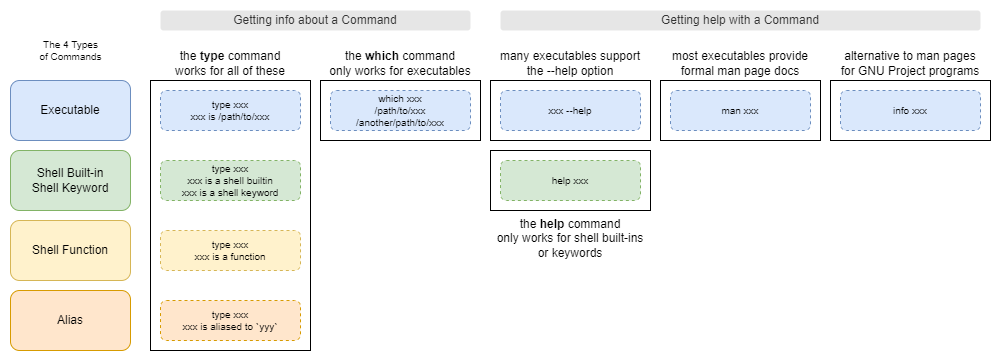 Getting info about a Command
Getting help with a Command
The 4 Types
of Commands
the type command
works for all of these
the which command
only works for executables
many executables support
the --help option
most executables provide
formal man page docs
alternative to man pages
for GNU Project programs
Executable
type xxx
xxx is /path/to/xxx
which xxx
/path/to/xxx
/another/path/to/xxx
xxx --help
man xxx
info xxx
Shell Built-in
Shell Keyword
type xxx
xxx is a shell builtin
xxx is a shell keyword
help xxx
the help command
only works for shell built-ins
or keywords
Shell Function
type xxx
xxx is a function
Alias
type xxx
xxx is aliased to `yyy`